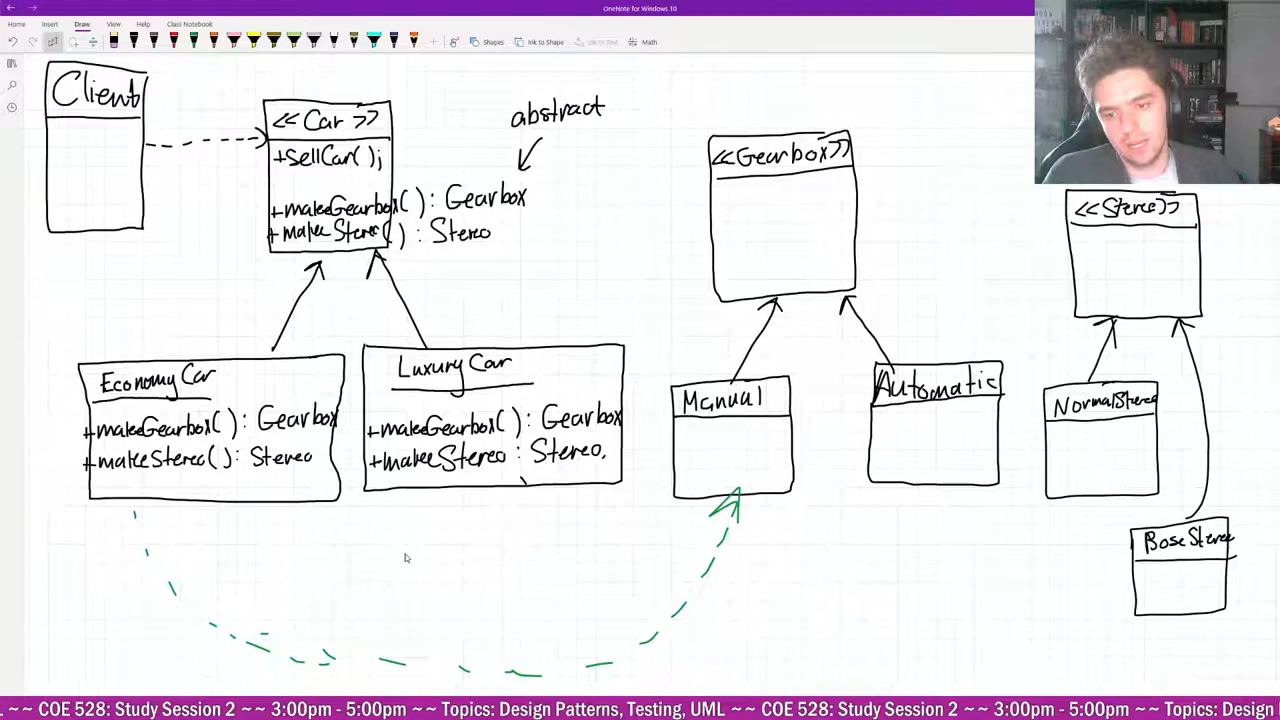 OneNote for Windows 10
Home Insert Draw View Help Class Notebook
Shapes Ink to Shape Ink to Text Math
Client
<<Car>>
+sellCar();
+makeGearbox(): Gearbox
+makeStereo(): Stereo
abstract
<<Gearbox>>
<<Stereo>>
EconomyCar
+makeGearbox(): Gearbox
+makeStereo(): Stereo
LuxuryCar
+makeGearbox(): Gearbox
+makeStereo: Stereo.
Manual
Automatic
NormalStereo
BoseStereo
~~ COE 528: Study Session 2 ~~ 3:00pm - 5:00pm ~~ Topics: Design Patterns, Testing, UML ~~ COE 528: Study Session 2 ~~ 3:00pm - 5:00pm ~~ Topics: Design